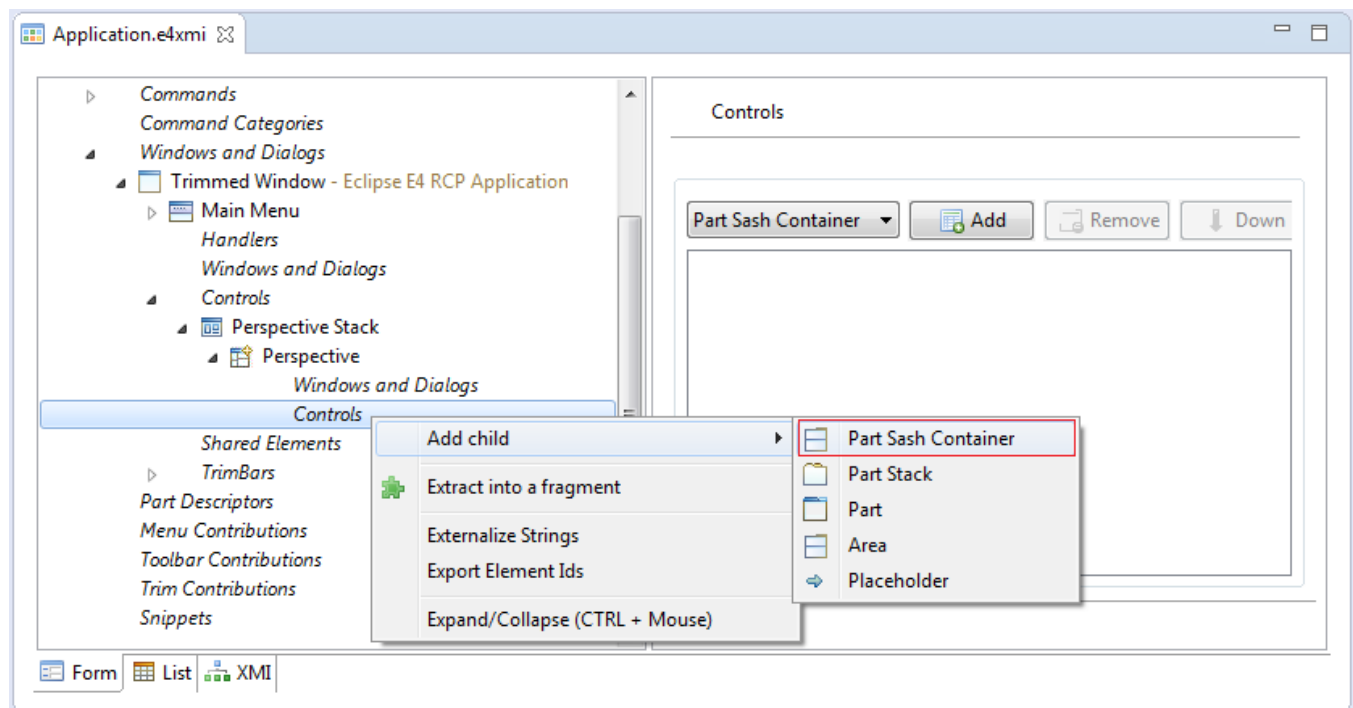 Application.e4xmi
Commands
Command Categories
Windows and Dialogs
Trimmed Window - Eclipse E4 RCP Application
Main Menu
Handlers
Windows and Dialogs
Controls
Perspective Stack
Perspective
Windows and Dialogs
Controls
Shared Elements
TrimBars
Part Descriptors
Menu Contributions
Toolbar Contributions
Trim Contributions
Snippets
Controls
Part Sash Container Add Remove Down
Add child
Extract into a fragment
Externalize Strings
Export Element Ids
Expand/Collapse (CTRL + Mouse)
Part Sash Container
Part Stack
Part
Area
Placeholder
Form List XMI